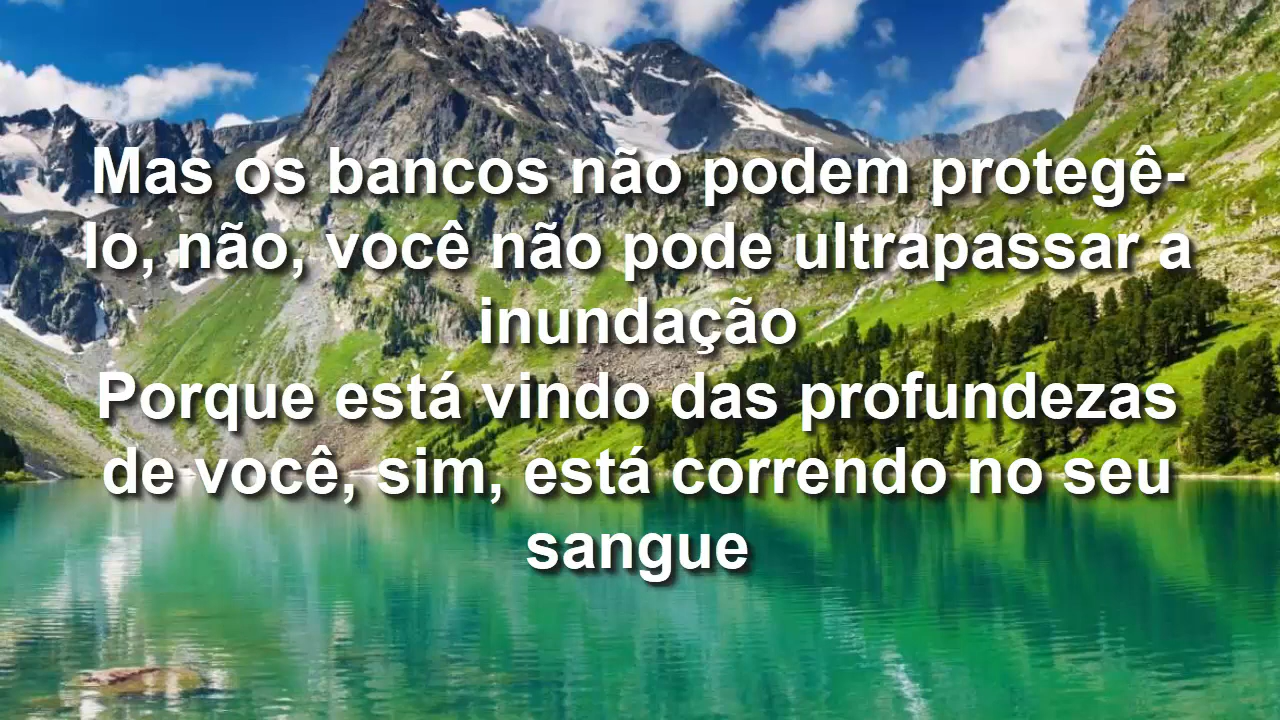 Mas os bancos não podem protegê-
lo, não, você não pode ultrapassar a
inundação
Porque está vindo das profundezas
de você, sim, está correndo no seu
sangue